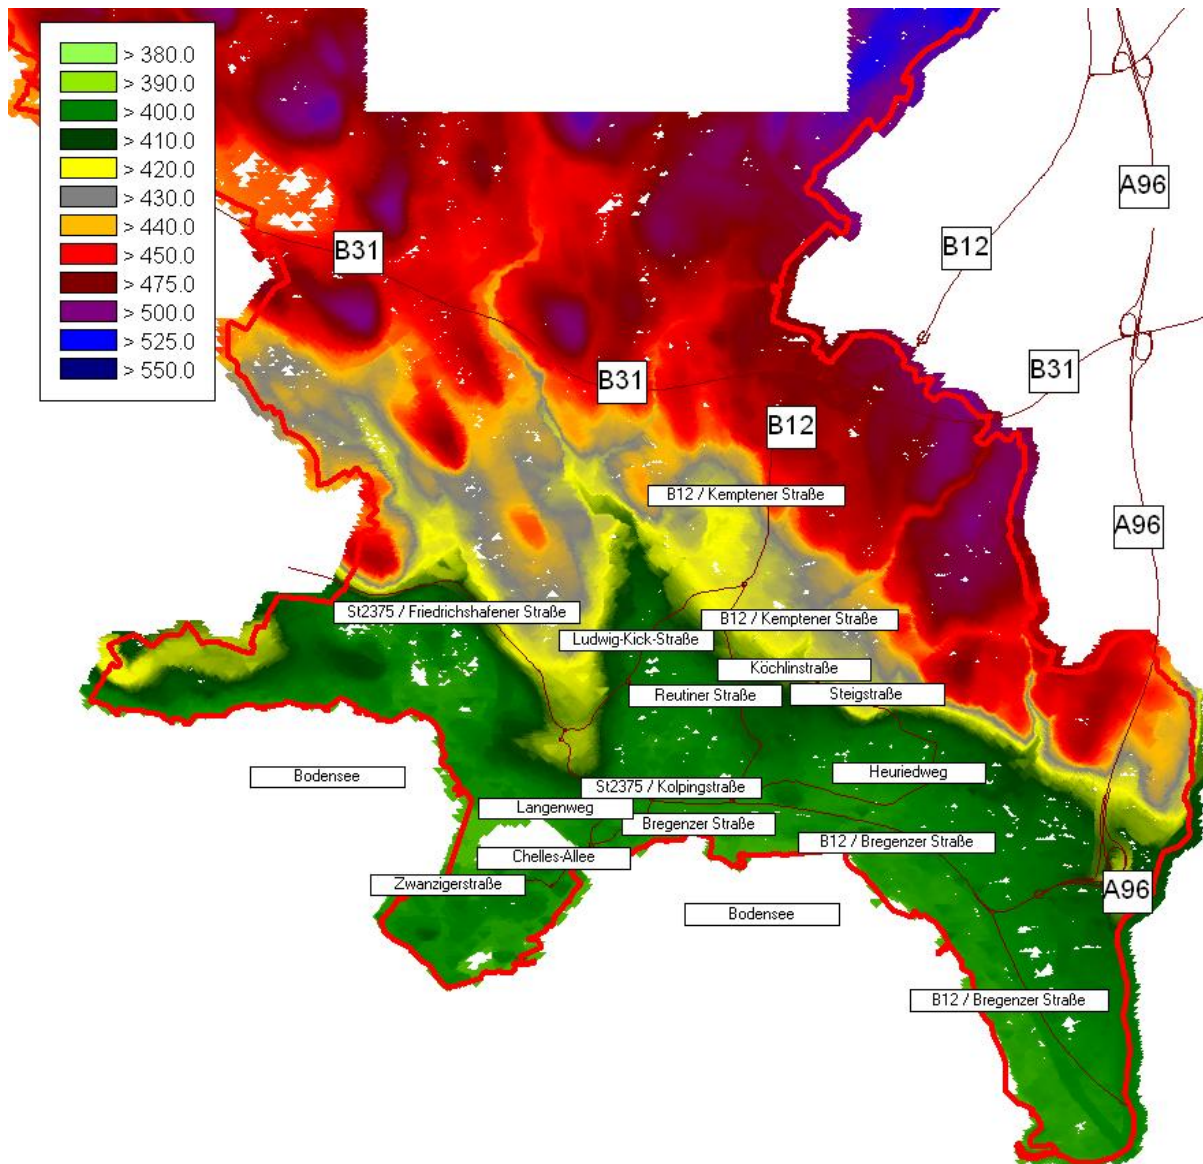 > 380.0
> 390.0
> 400.0
> 410.0
> 420.0
> 430.0
> 440.0
> 450.0
> 475.0
> 500.0
> 525.0
> 550.0
A96
B12
B31
B31
B31
B12
A96
B12 / Kemptener Straße
St2375 / Friedrichshafener Straße
B12 / Kemptener Straße
Ludwig-Kick-Straße
Köchlinstraße
Reutiner Straße
Steigstraße
Bodensee
Heuriedweg
St2375 / Kolpingstraße
Langenweg
Bregenzer Straße
B12 / Bregenzer Straße
Chelles-Allee
Zwanzigerstraße
A96
Bodensee
B12 / Bregenzer Straße